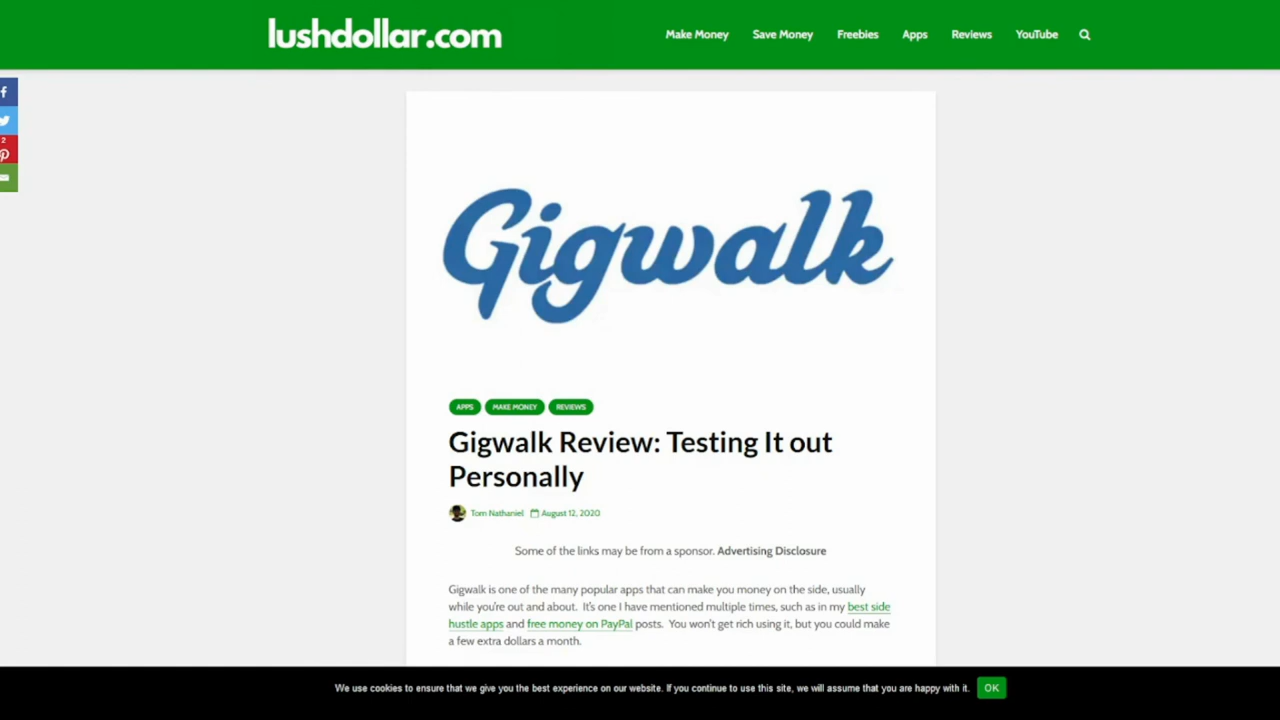 lushdollar.com
Make Money Save Money Freebies Apps Reviews YouTube
2
Gigwalk
APPS MAKE MONEY REVIEWS
Gigwalk Review: Testing It out
Personally
Tom Nathaniel August 12, 2020
Some of the links may be from a sponsor. Advertising Disclosure
Gigwalk is one of the many popular apps that can make you money on the side, usually
while you're out and about. It's one I have mentioned multiple times, such as in my best side
hustle apps and free money on PayPal posts. You won't get rich using it, but you could make
a few extra dollars a month.
We use cookies to ensure that we give you the best experience on our website. If you continue to use this site, we will assume that you are happy with it. OK